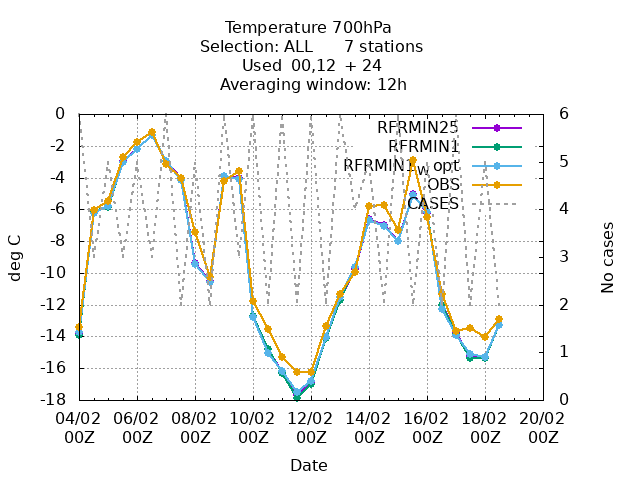 Temperature 700hPa
Selection: ALL 7 stations
Used 00,12 + 24
Averaging window: 12h
0
-2
-4
-6
-8
-10
-12
-14
-16
-18
6
5
4
3
2
1
0
RFRMIN25
RFRMIN1
RFRMIN1w opt
OBS
CASES
deg C
No cases
04/02 06/02 08/02 10/02 12/02 14/02 16/02 18/02 20/02
00Z 00Z 00Z 00Z 00Z 00Z 00Z 00Z 00Z
Date